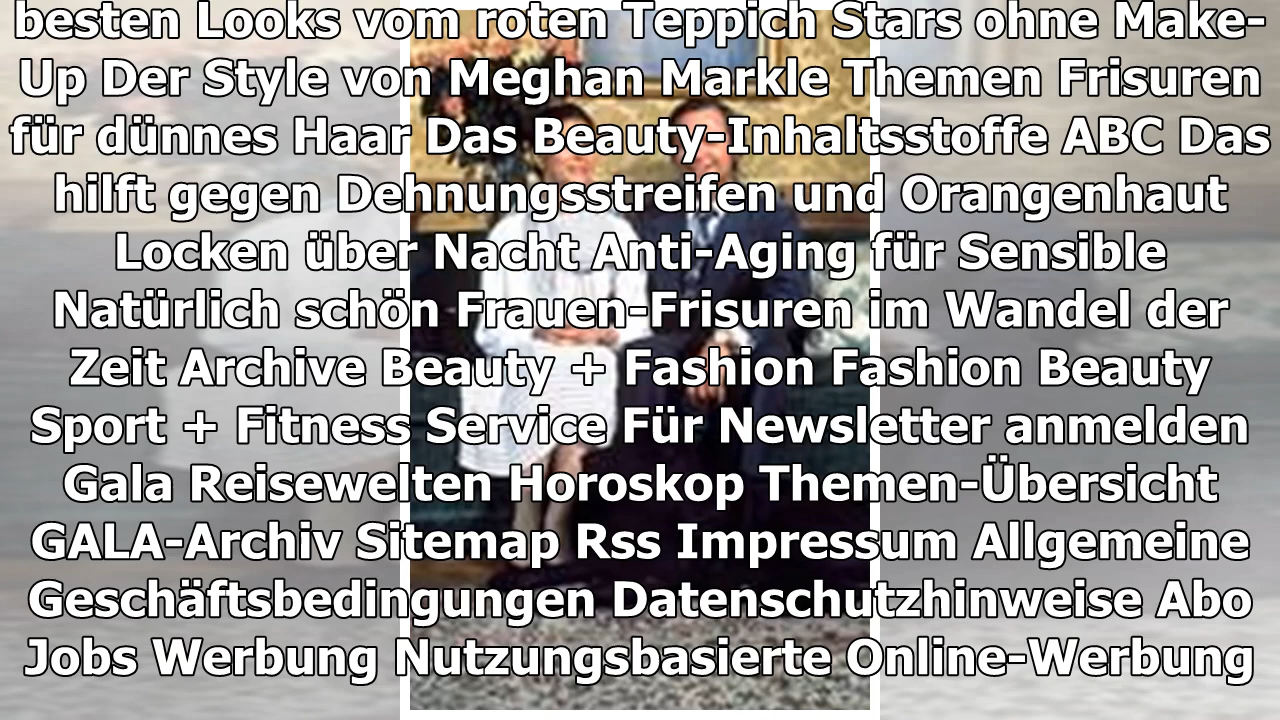 besten Looks vom roten Teppich Stars ohne Make-
Up Der Style von Meghan Markle Themen Frisuren
für dünnes Haar Das Beauty-Inhaltsstoffe ABC Das
hilft gegen Dehnungsstreifen und Orangenhaut
Locken über Nacht Anti-Aging für Sensible
Natürlich schön Frauen-Frisuren im Wandel der
Zeit Archive Beauty + Fashion Fashion Beauty
Sport + Fitness Service Für Newsletter anmelden
Gala Reisewelten Horoskop Themen-Übersicht
GALA-Archiv Sitemap Rss Impressum Allgemeine
Geschäftsbedingungen Datenschutzhinweise Abo
Jobs Werbung Nutzungsbasierte Online-Werbung